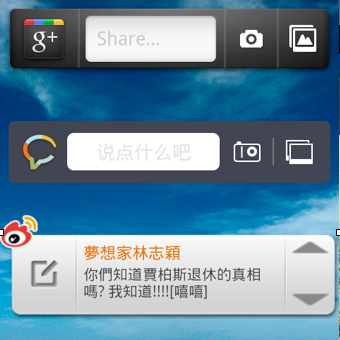 g+
Share...
说点什么吧
夢想家林志穎
你們知道賈柏斯退休的真相
嗎? 我知道!!!![嘻嘻]